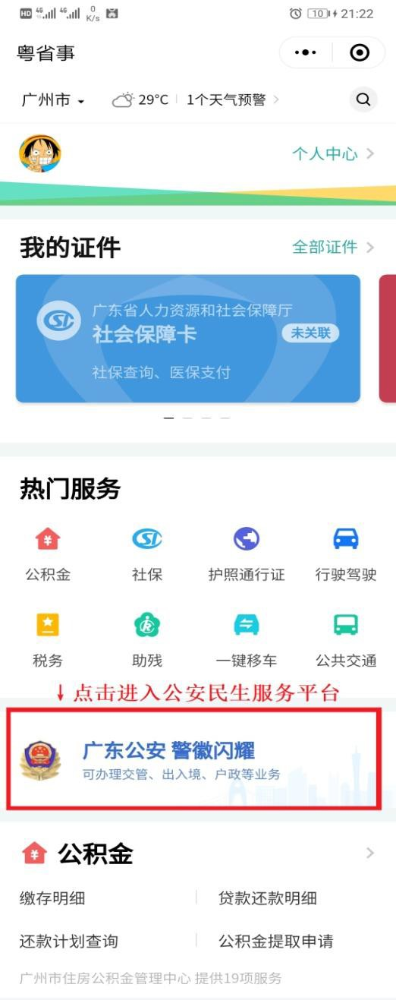 HD 4G 4G 0 K/s 10 21:22
粤省事
广州市 29°C 1个天气预警
个人中心
我的证件 全部证件
广东省人力资源和社会保障厅
社会保障卡 未关联
社保查询、医保支付
热门服务
公积金 社保 护照通行证 行驶驾驶
税务 助残 一键移车 公共交通
↓点击进入公安民生服务平台
广东公安 警徽闪耀
可办理交管、出入境、户政等业务
公积金
缴存明细 贷款还款明细
还款计划查询 公积金提取申请
广州市住房公积金管理中心 提供19项服务